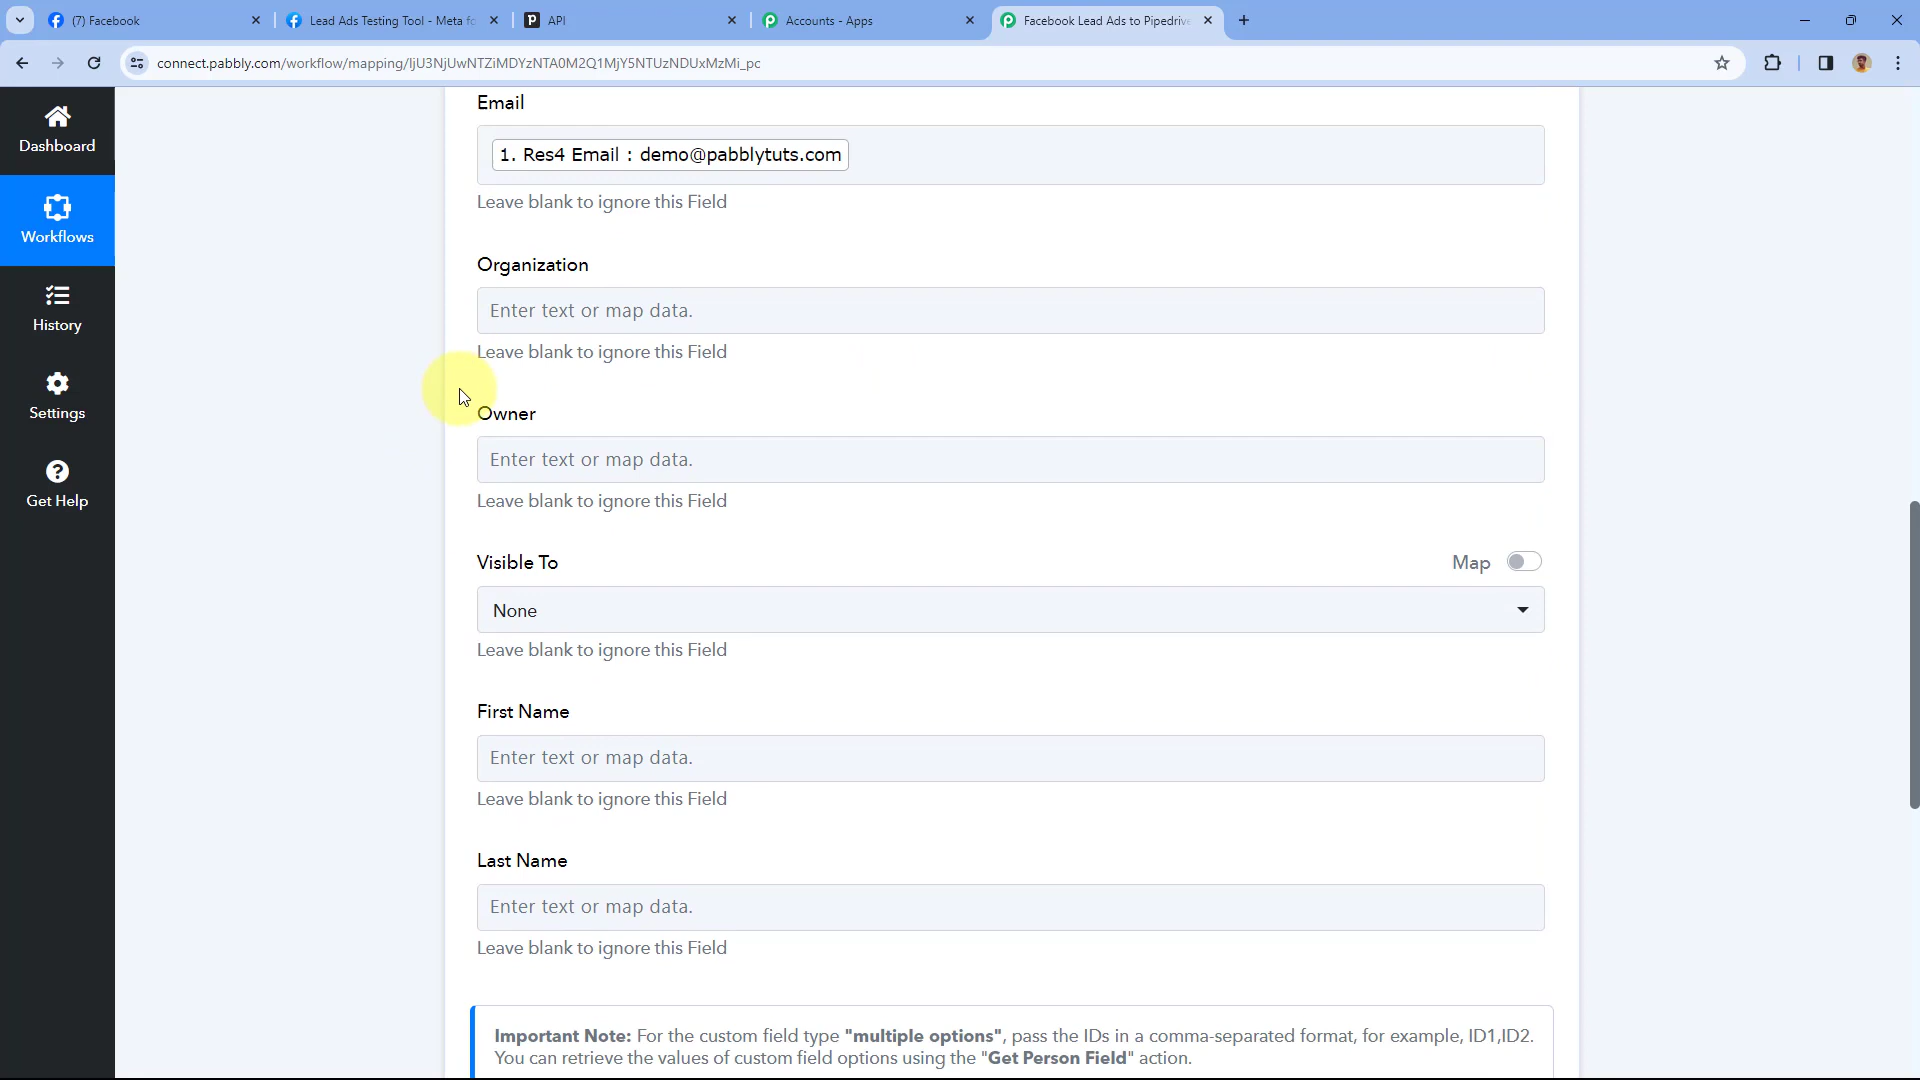 (7) Facebook
Lead Ads Testing Tool - Meta fo
API
Accounts - Apps
Facebook Lead Ads to Pipedrive
connect.pabbly.com/workflow/mapping/IjU3NjUwNTZiMDYzNTA0M2Q1MjY5NTUzNDUxMzMi_pc
Dashboard
Workflows
History
Settings
Get Help
Email
1. Res4 Email : demo@pabblytuts.com
Leave blank to ignore this Field
Organization
Enter text or map data.
Leave blank to ignore this Field
Owner
Enter text or map data.
Leave blank to ignore this Field
Visible To
Map
None
Leave blank to ignore this Field
First Name
Enter text or map data.
Leave blank to ignore this Field
Last Name
Enter text or map data.
Leave blank to ignore this Field
Important Note: For the custom field type "multiple options", pass the IDs in a comma-separated format, for example, ID1,ID2.
You can retrieve the values of custom field options using the "Get Person Field" action.